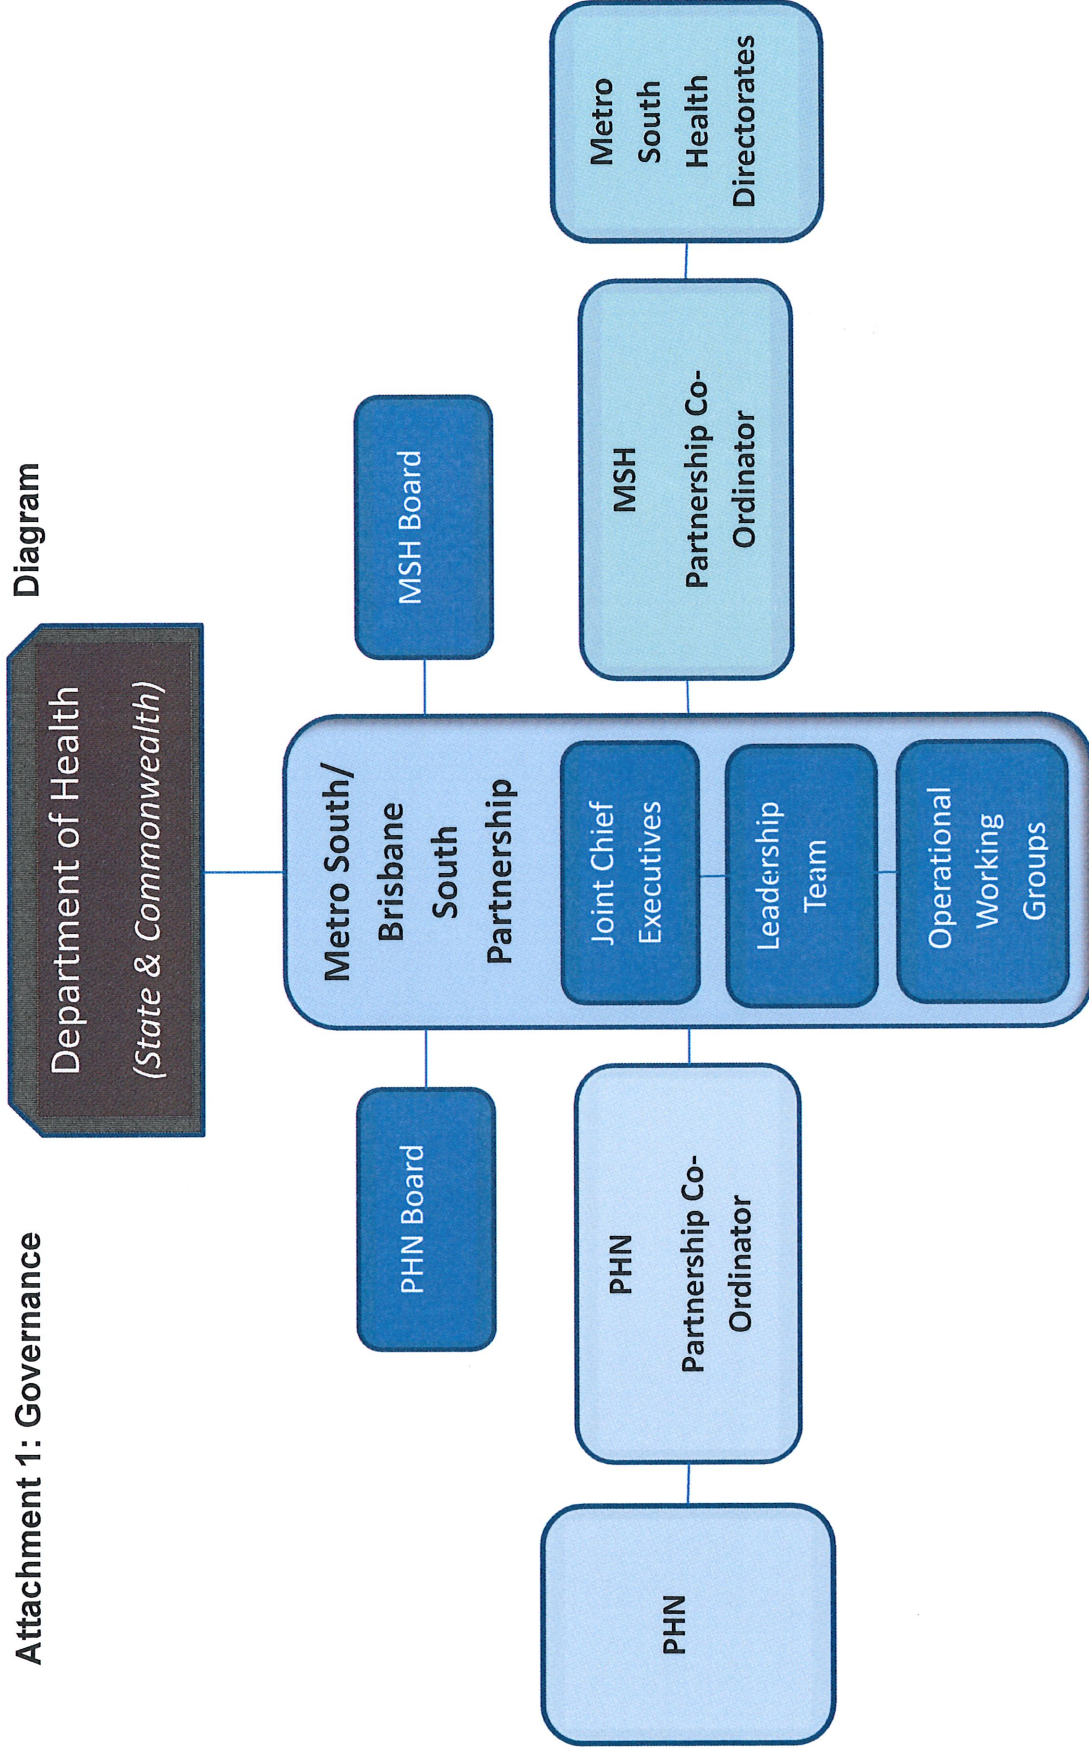 Attachment 1: Governance Diagram
Department of Health
(State & Commonwealth)
PHN Board
Metro South/
Brisbane
South
Partnership
MSH Board
PHN
PHN
Partnership Co-
Ordinator
Joint Chief
Executives
Leadership
Team
Operational
Working
Groups
MSH
Partnership Co-
Ordinator
Metro
South
Health
Directorates